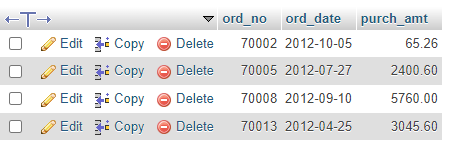 ord_no ord_date purch_amt
Edit Copy Delete 70002 2012-10-05 65.26
Edit Copy Delete 70005 2012-07-27 2400.60
Edit Copy Delete 70008 2012-09-10 5760.00
Edit Copy Delete 70013 2012-04-25 3045.60